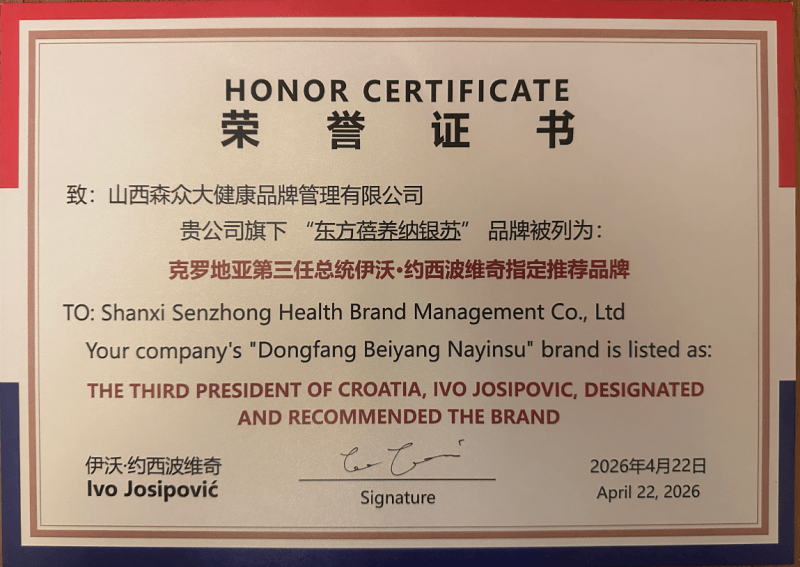 HONOR CERTIFICATE
荣誉证书
致：山西森众大健康品牌管理有限公司
贵公司旗下 “东方蓓养纳银苏” 品牌被列为：
克罗地亚第三任总统伊沃·约西波维奇指定推荐品牌
TO: Shanxi Senzhong Health Brand Management Co., Ltd
Your company's "Dongfang Beiyang Nayinsu" brand is listed as:
THE THIRD PRESIDENT OF CROATIA, IVO JOSIPOVIC, DESIGNATED
AND RECOMMENDED THE BRAND
伊沃·约西波维奇
Ivo Josipović
Signature
2026年4月22日
April 22, 2026